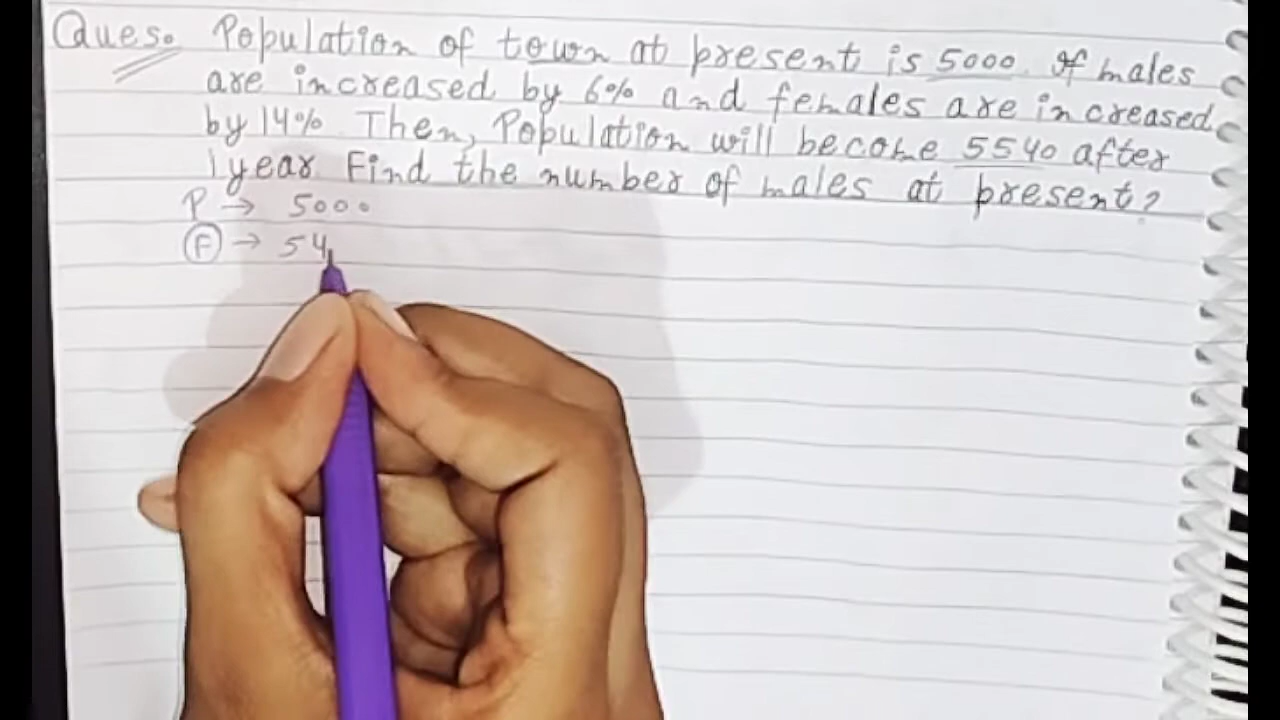 Ques. Population of town at present is 5000. If males
are increased by 6% and females are increased
by 14% Then, Population will become 5540 after
1 year Find the number of males at present?
P → 5000
F → 54